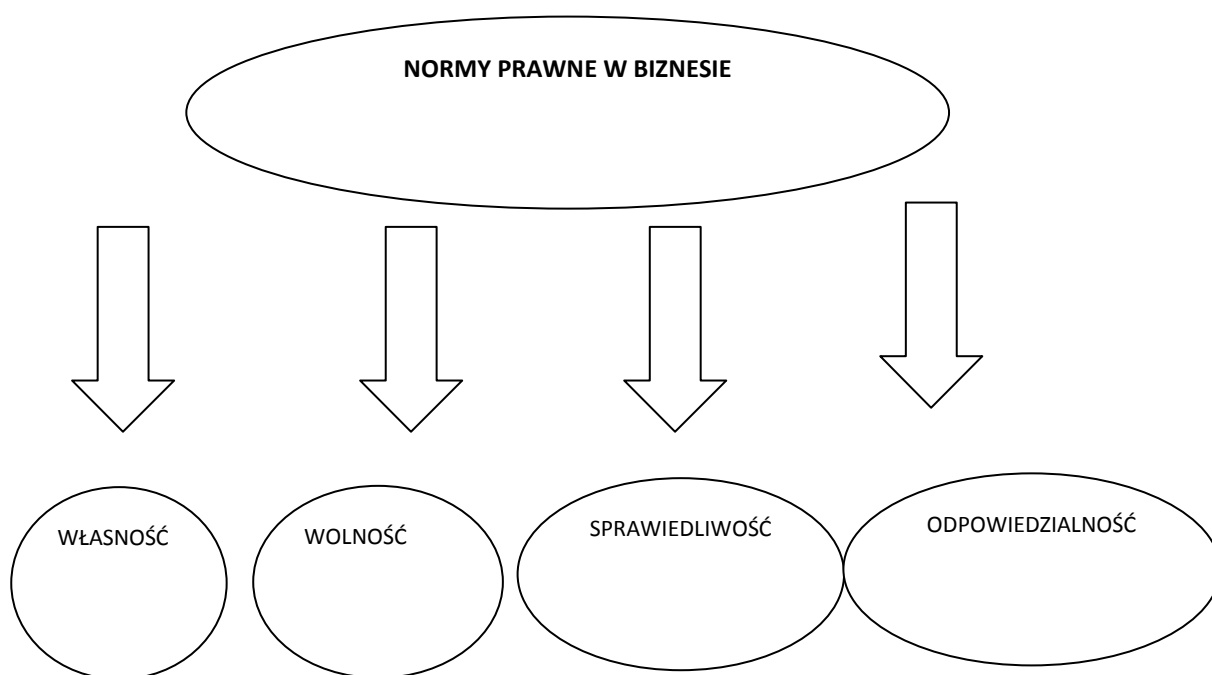 NORMY PRAWNE W BIZNESIE
WŁASNOŚĆ
WOLNOŚĆ
SPRAWIEDLIWOŚĆ
ODPOWIEDZIALNOŚĆ